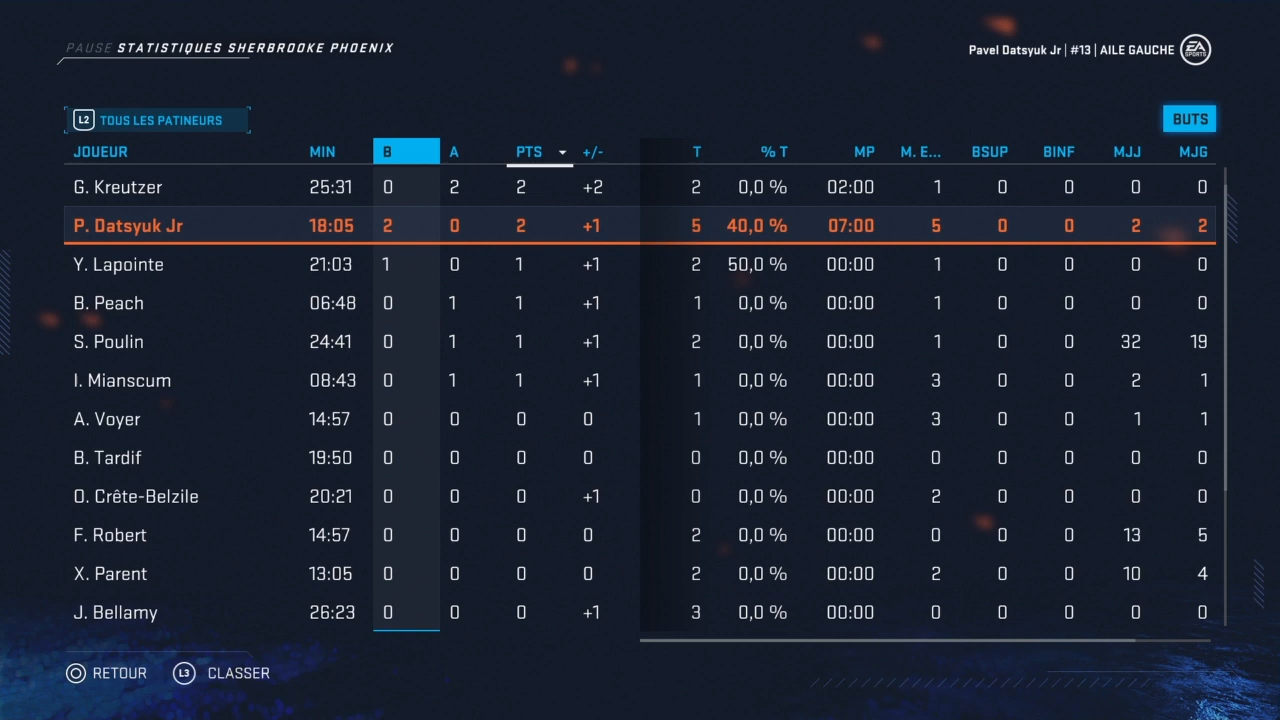 PAUSE STATISTIQUES SHERBROOKE PHOENIX
Pavel Datsyuk Jr | #13 | AILE GAUCHE EA SPORTS
L2 TOUS LES PATINEURS
BUTS
JOUEUR MIN B A PTS +/- T % T MP M. E... BSUP BINF MJJ MJG
G. Kreutzer 25:31 0 2 2 +2 2 0,0 % 02:00 1 0 0 0 0
P. Datsyuk Jr 18:05 2 0 2 +1 5 40,0 % 07:00 5 0 0 2 2
Y. Lapointe 21:03 1 0 1 +1 2 50,0 % 00:00 1 0 0 0 0
B. Peach 06:48 0 1 1 +1 1 0,0 % 00:00 1 0 0 0 0
S. Poulin 24:41 0 1 1 +1 2 0,0 % 00:00 1 0 0 32 19
I. Mianscum 08:43 0 1 1 +1 1 0,0 % 00:00 3 0 0 2 1
A. Voyer 14:57 0 0 0 0 1 0,0 % 00:00 3 0 0 1 1
B. Tardif 19:50 0 0 0 0 0 0,0 % 00:00 0 0 0 0 0
O. Crête-Belzile 20:21 0 0 0 +1 0 0,0 % 00:00 2 0 0 0 0
F. Robert 14:57 0 0 0 0 2 0,0 % 00:00 0 0 0 13 5
X. Parent 13:05 0 0 0 0 2 0,0 % 00:00 2 0 0 10 4
J. Bellamy 26:23 0 0 0 +1 3 0,0 % 00:00 0 0 0 0 0
RETOUR L3 CLASSER